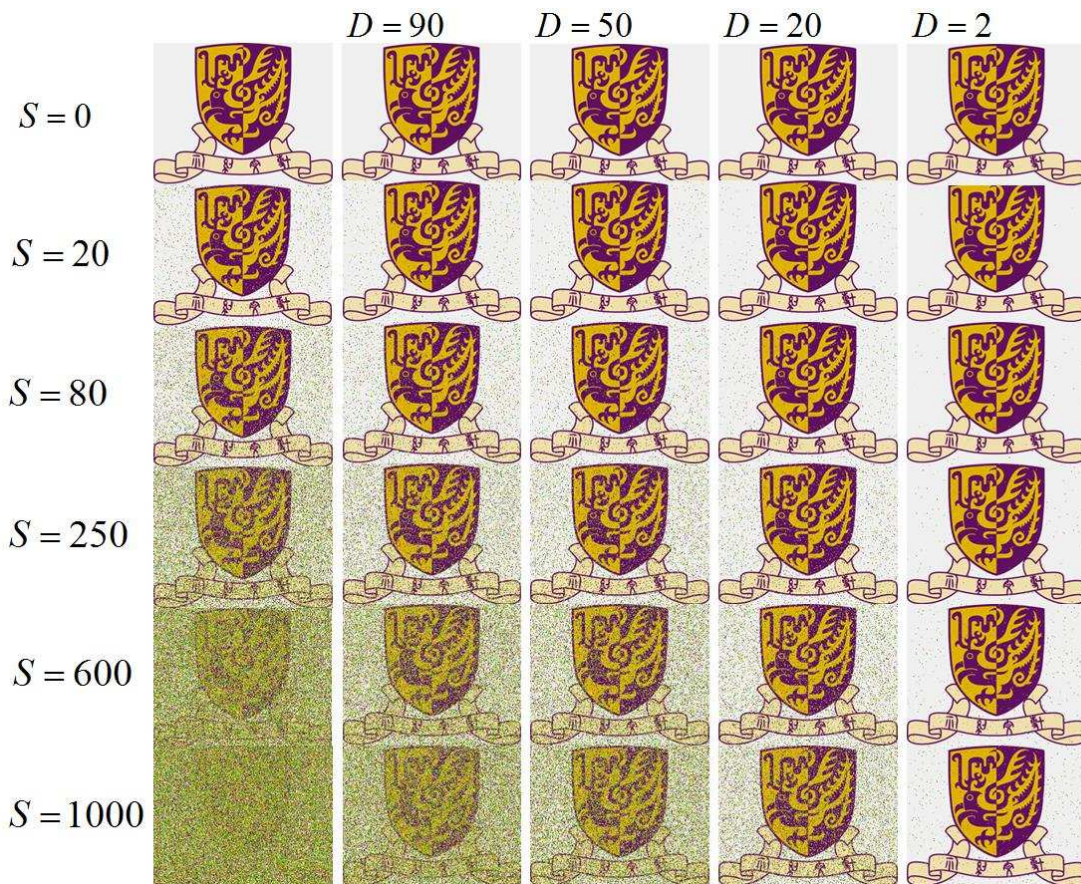 D = 90 D = 50 D = 20 D = 2
S = 0
S = 20
S = 80
S = 250
S = 600
S = 1000